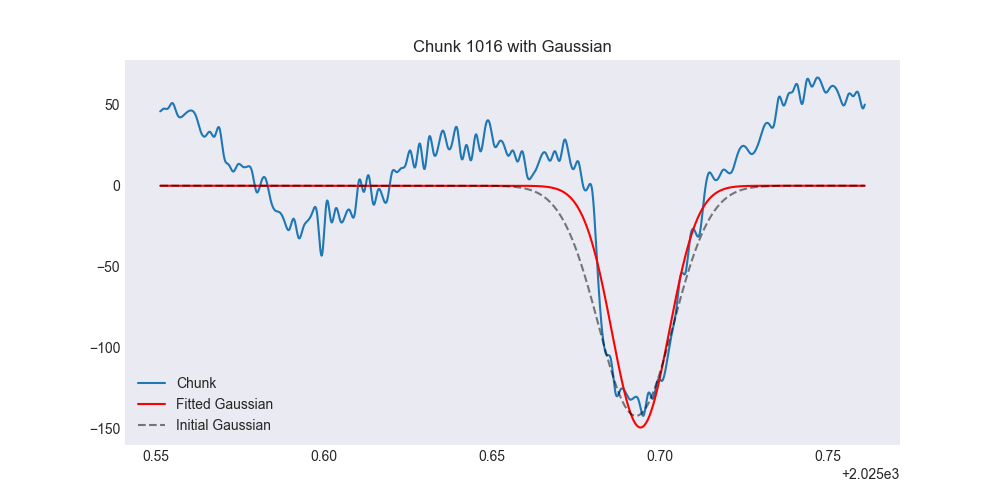 Chunk 1016 with Gaussian
50
0
−50
−100
−150
Chunk
Fitted Gaussian
Initial Gaussian
0.55 0.60 0.65 0.70 0.75
+2.025e3